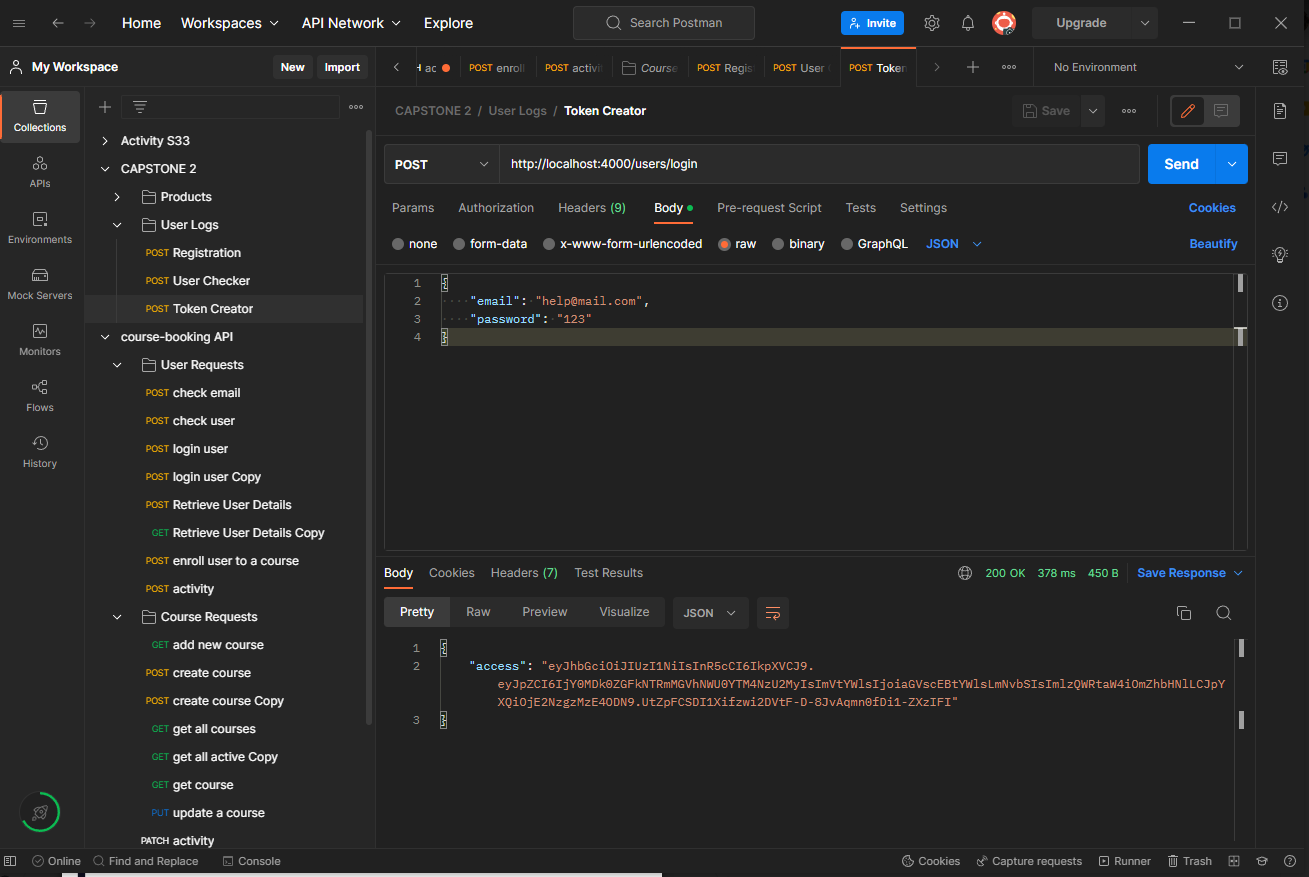 Home Workspaces API Network Explore Search Postman Invite Upgrade
My Workspace New Import
H ac POST enroll POST activit Course POST Regis POST User POST Token No Environment
Collections
APIs
Environments
Mock Servers
Monitors
Flows
History
Activity S33
CAPSTONE 2
Products
User Logs
POST Registration
POST User Checker
POST Token Creator
course-booking API
User Requests
POST check email
POST check user
POST login user
POST login user Copy
POST Retrieve User Details
GET Retrieve User Details Copy
POST enroll user to a course
POST activity
Course Requests
GET add new course
POST create course
POST create course Copy
GET get all courses
GET get all active Copy
GET get course
PUT update a course
PATCH activity
CAPSTONE 2 / User Logs / Token Creator Save
POST http://localhost:4000/users/login Send
Params Authorization Headers (9) Body Pre-request Script Tests Settings Cookies
none form-data x-www-form-urlencoded raw binary GraphQL JSON Beautify
1 {
2 "email": "help@mail.com",
3 "password": "123"
4 }
Body Cookies Headers (7) Test Results 200 OK 378 ms 450 B Save Response
Pretty Raw Preview Visualize JSON
1 {
2 "access": "eyJhbGciOiJIUzI1NiIsInR5cCI6IkpXVCJ9.
eyJpZCI6IjY0MDk0ZGFkNTRmMGVhNWU0YTM4NzU2MyIsImVtYWlsIjoiaGVscEBtYWlsLmNvbSIsImlzQWRtaW4iOmZhbHNlLCJpY
XQiOjE2NzgzMzE4ODN9.UtZpFCSDI1Xifzwi2DVtF-D-8JvAqmn0fDi1-ZXzIFI"
3 }
Online Find and Replace Console Cookies Capture requests Runner Trash